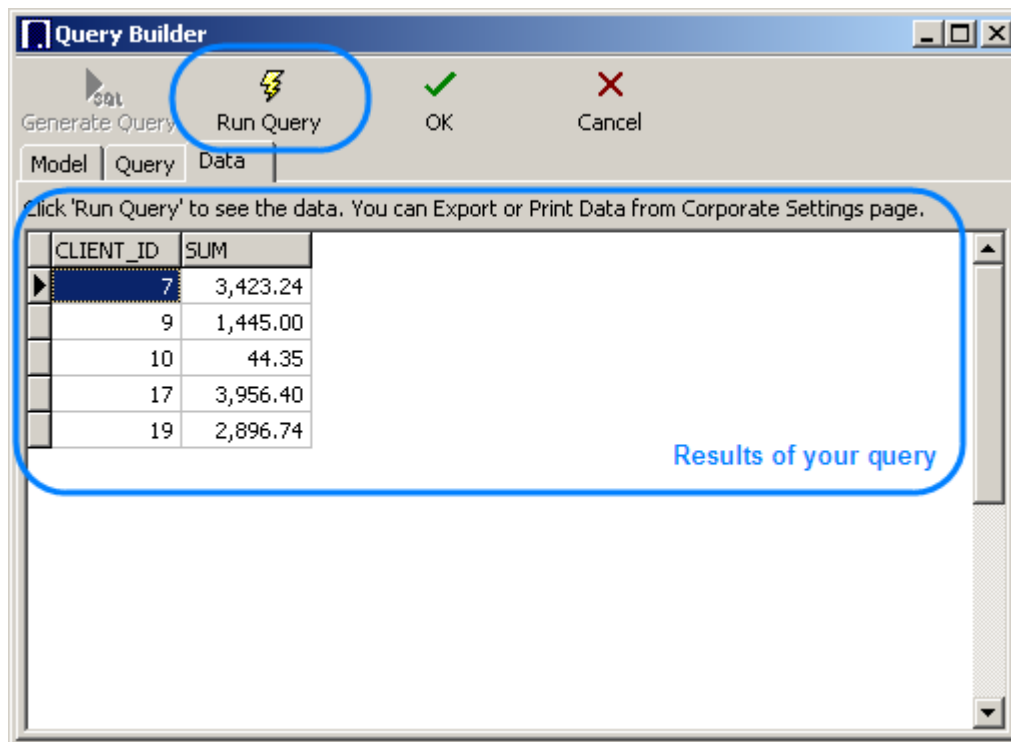 Query Builder
SQL
Generate Query Run Query OK Cancel
Model Query Data
Click 'Run Query' to see the data. You can Export or Print Data from Corporate Settings page.
CLIENT_ID SUM
7 3,423.24
9 1,445.00
10 44.35
17 3,956.40
19 2,896.74
Results of your query